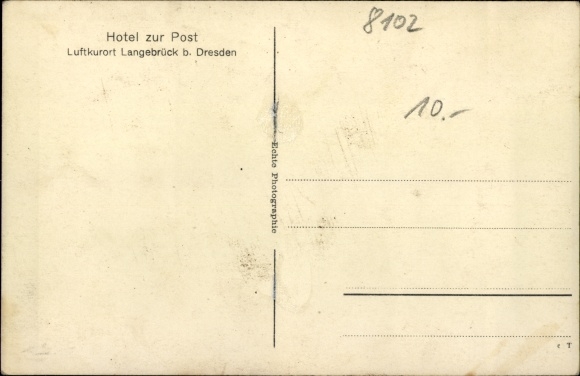 Hotel zur Post
Luftkurort Langebrück b. Dresden
8102
10.-
Echte Photographie
c T